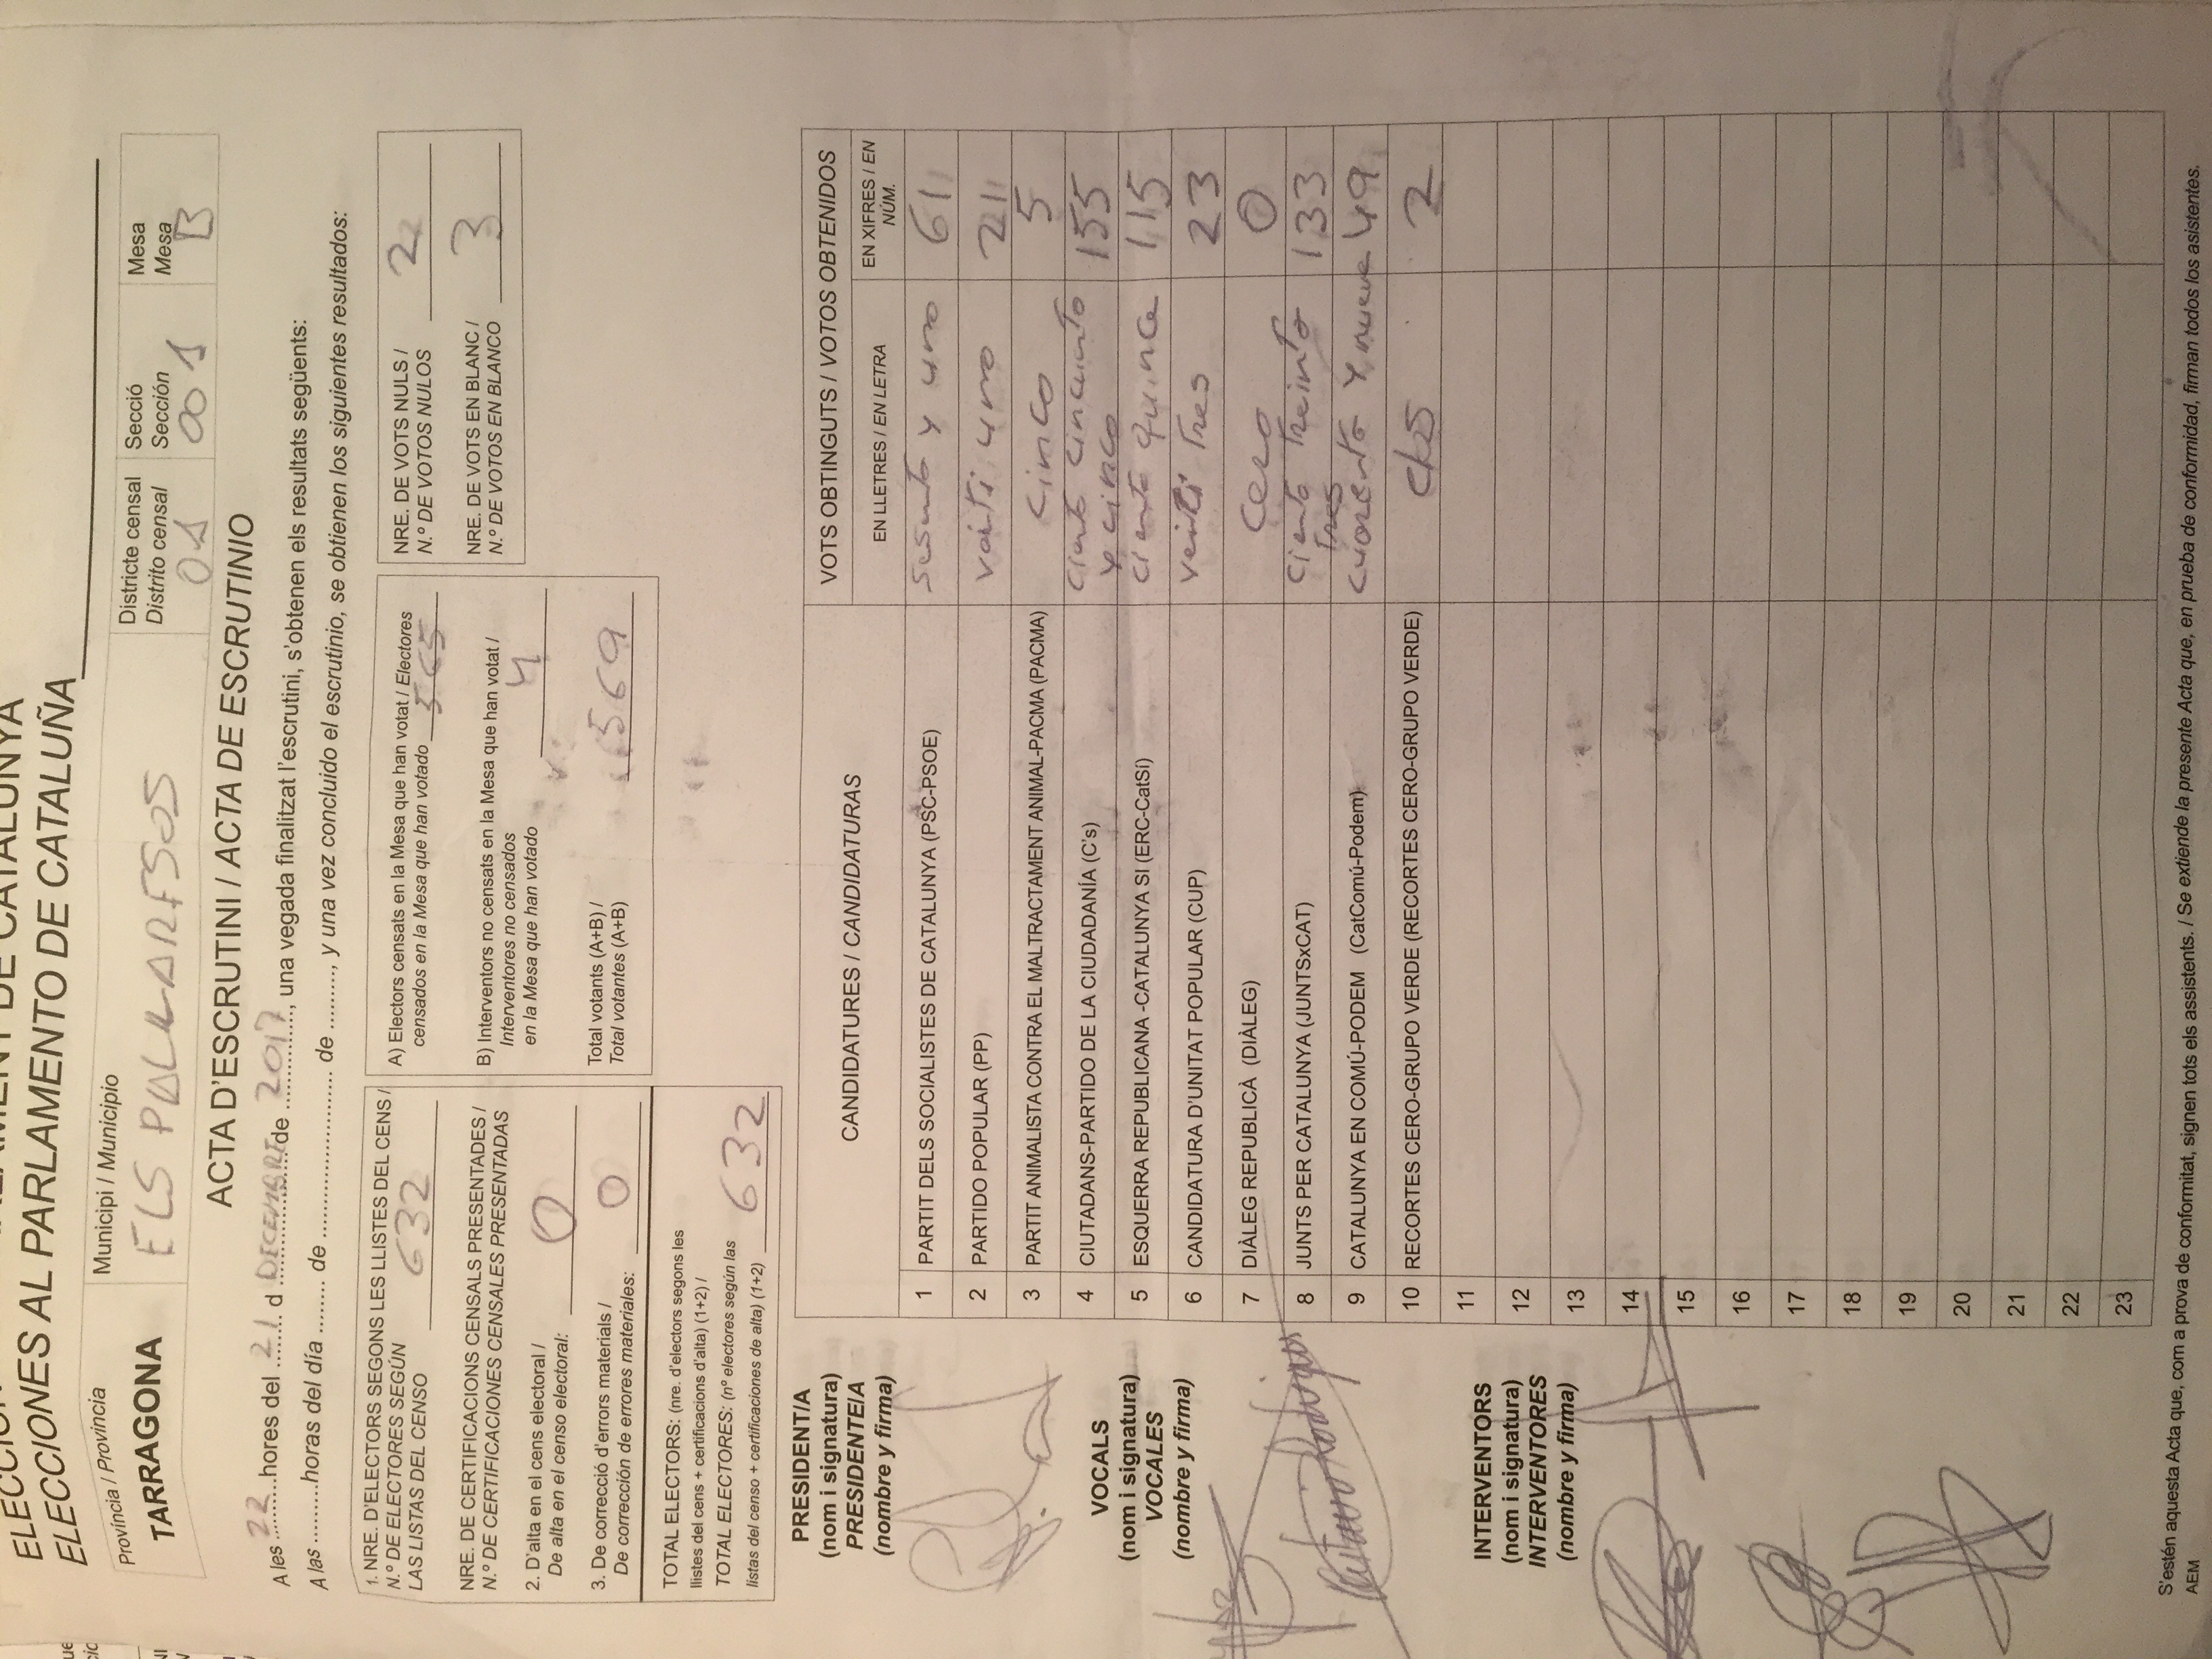 PARLAMENT DE CATALUNYA
ELECCIONES AL PARLAMENTO DE CATALUÑA
Província / Provincia
TARRAGONA
Municipi / Municipio
ELS PALLARESOS
Districte censal
Distrito censal
01
Secció
Sección
001
Mesa
Mesa
B
ACTA D'ESCRUTINI / ACTA DE ESCRUTINIO
A les 22 hores del 21 d DECEMBRE de 2017, una vegada finalitzat l'escrutini, s'obtenen els resultats següents:
A las .........horas del día ........ de ........................ de ........., y una vez concluido el escrutinio, se obtienen los siguientes resultados:
1. NRE. D'ELECTORS SEGONS LES LLISTES DEL CENS /
N.º DE ELECTORES SEGÚN
LAS LISTAS DEL CENSO 632
NRE. DE CERTIFICACIONS CENSALS PRESENTADES /
N.º DE CERTIFICACIONES CENSALES PRESENTADAS
2. D'alta en el cens electoral /
De alta en el censo electoral: 0
3. De correcció d'errors materials /
De corrección de errores materiales: 0
TOTAL ELECTORS: (nre. d'electors segons les
llistes del cens + certificacions d'alta) (1+2) /
TOTAL ELECTORES: (nº electores según las
listas del censo + certificaciones de alta) (1+2) 632
A) Electors censats en la Mesa que han votat / Electores
censados en la Mesa que han votado 565
B) Interventors no censats en la Mesa que han votat /
Interventores no censados
en la Mesa que han votado 4
Total votants (A+B) /
Total votantes (A+B) 569
NRE. DE VOTS NULS /
N.º DE VOTOS NULOS 2
NRE. DE VOTS EN BLANC /
N.º DE VOTOS EN BLANCO 3
PRESIDENT/A
(nom i signatura)
PRESIDENTE/A
(nombre y firma)
VOCALS
(nom i signatura)
VOCALES
(nombre y firma)
INTERVENTORS
(nom i signatura)
INTERVENTORES
(nombre y firma)
CANDIDATURES / CANDIDATURAS
VOTS OBTINGUTS / VOTOS OBTENIDOS
EN LLETRES / EN LETRA
EN XIFRES / EN
NÚM.
1 PARTIT DELS SOCIALISTES DE CATALUNYA (PSC-PSOE) sesenta y uno 61
2 PARTIDO POPULAR (PP) veinti uno 21
3 PARTIT ANIMALISTA CONTRA EL MALTRACTAMENT ANIMAL-PACMA (PACMA) cinco 5
4 CIUTADANS-PARTIDO DE LA CIUDADANÍA (C's) ciento cincuenta
y cinco 155
5 ESQUERRA REPUBLICANA -CATALUNYA SI (ERC-CatSí) ciento quince 115
6 CANDIDATURA D'UNITAT POPULAR (CUP) veinti Tres 23
7 DIÀLEG REPUBLICÀ (DIÀLEG) cero 0
8 JUNTS PER CATALUNYA (JUNTSxCAT) ciento Treinta
Tres 133
9 CATALUNYA EN COMÚ-PODEM (CatComú-Podem) cuarenta y nueve 49
10 RECORTES CERO-GRUPO VERDE (RECORTES CERO-GRUPO VERDE) dos 2
11
12
13
14
15
16
17
18
19
20
21
22
23
S'estén aquesta Acta que, com a prova de conformitat, signen tots els assistents. / Se extiende la presente Acta que, en prueba de conformidad, firman todos los asistentes.
AEM